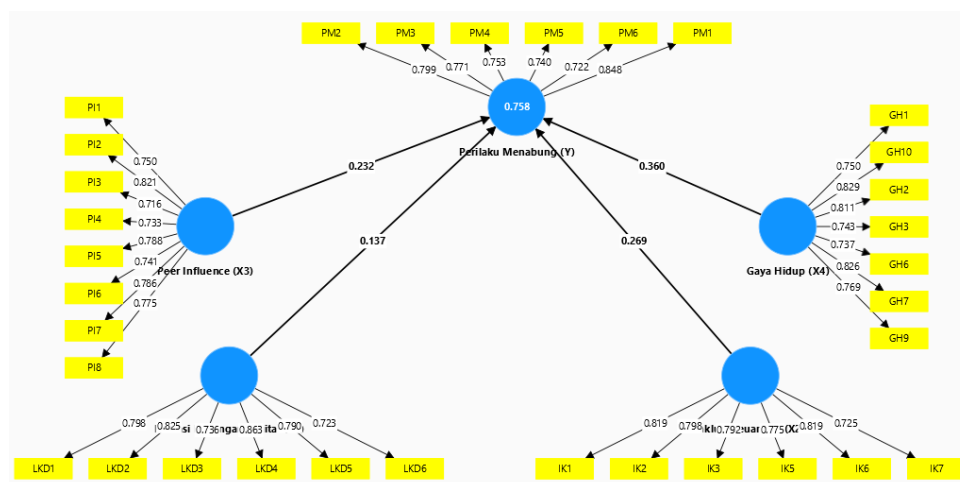 PM2
PM3
PM4
PM5
PM6
PM1
0.799
0.771
0.753
0.740
0.722
0.848
0.758
Perilaku Menabung (Y)
PI1
PI2
PI3
PI4
PI5
PI6
PI7
PI8
0.750
0.821
0.716
0.733
0.788
0.741
0.786
0.775
Peer Influence (X3)
0.232
0.137
0.360
0.269
GH1
GH10
GH2
GH3
GH6
GH7
GH9
0.750
0.829
0.811
0.743
0.737
0.826
0.769
Gaya Hidup (X4)
0.798
0.825
0.736
0.863
0.790
0.723
LKD1
LKD2
LKD3
LKD4
LKD5
LKD6
0.819
0.798
0.792
0.775
0.819
0.725
IK1
IK2
IK3
IK5
IK6
IK7